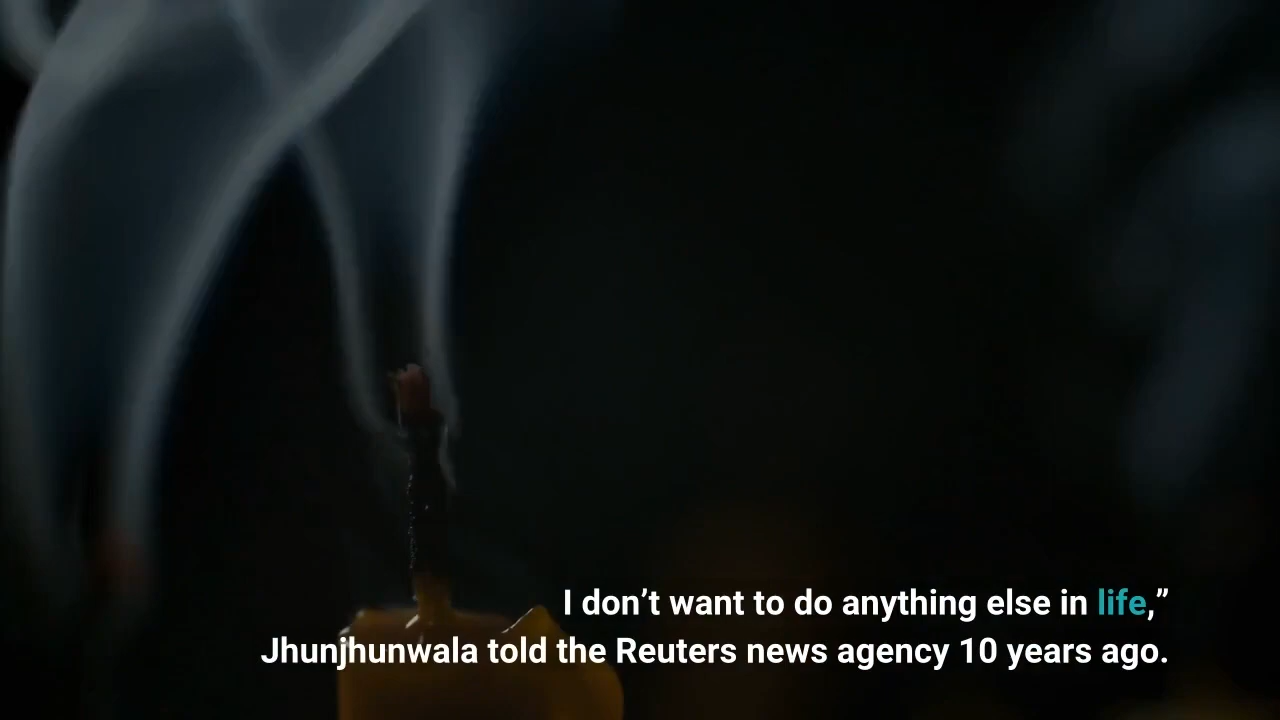 I don’t want to do anything else in life,”
Jhunjhunwala told the Reuters news agency 10 years ago.